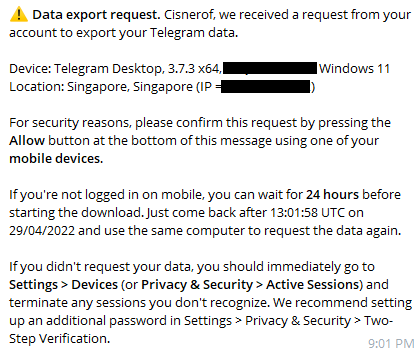 ⚠️ Data export request. Cisnerof, we received a request from your
account to export your Telegram data.
Device: Telegram Desktop, 3.7.3 x64, Windows 11
Location: Singapore, Singapore (IP = )
For security reasons, please confirm this request by pressing the
Allow button at the bottom of this message using one of your
mobile devices.
If you're not logged in on mobile, you can wait for 24 hours before
starting the download. Just come back after 13:01:58 UTC on
29/04/2022 and use the same computer to request the data again.
If you didn't request your data, you should immediately go to
Settings > Devices (or Privacy & Security > Active Sessions) and
terminate any sessions you don't recognize. We recommend setting
up an additional password in Settings > Privacy & Security > Two-
Step Verification.
9:01 PM